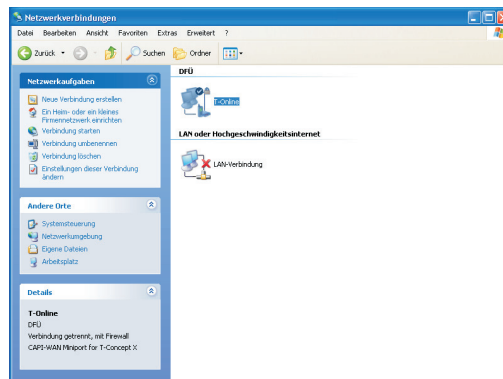 Netzwerkverbindungen
Datei Bearbeiten Ansicht Favoriten Extras Erweitert ?
Zurück Suchen Ordner
Netzwerkaufgaben
Neue Verbindung erstellen
Ein Heim- oder ein kleines
Firmennetzwerk einrichten
Verbindung starten
Verbindung umbenennen
Verbindung löschen
Einstellungen dieser Verbindung
ändern
Andere Orte
Systemsteuerung
Netzwerkumgebung
Eigene Dateien
Arbeitsplatz
Details
T-Online
DFÜ
Verbindung getrennt, mit Firewall
CAPI-WAN Miniport for T-Concept X
DFÜ
T-Online
LAN oder Hochgeschwindigkeitsinternet
LAN-Verbindung